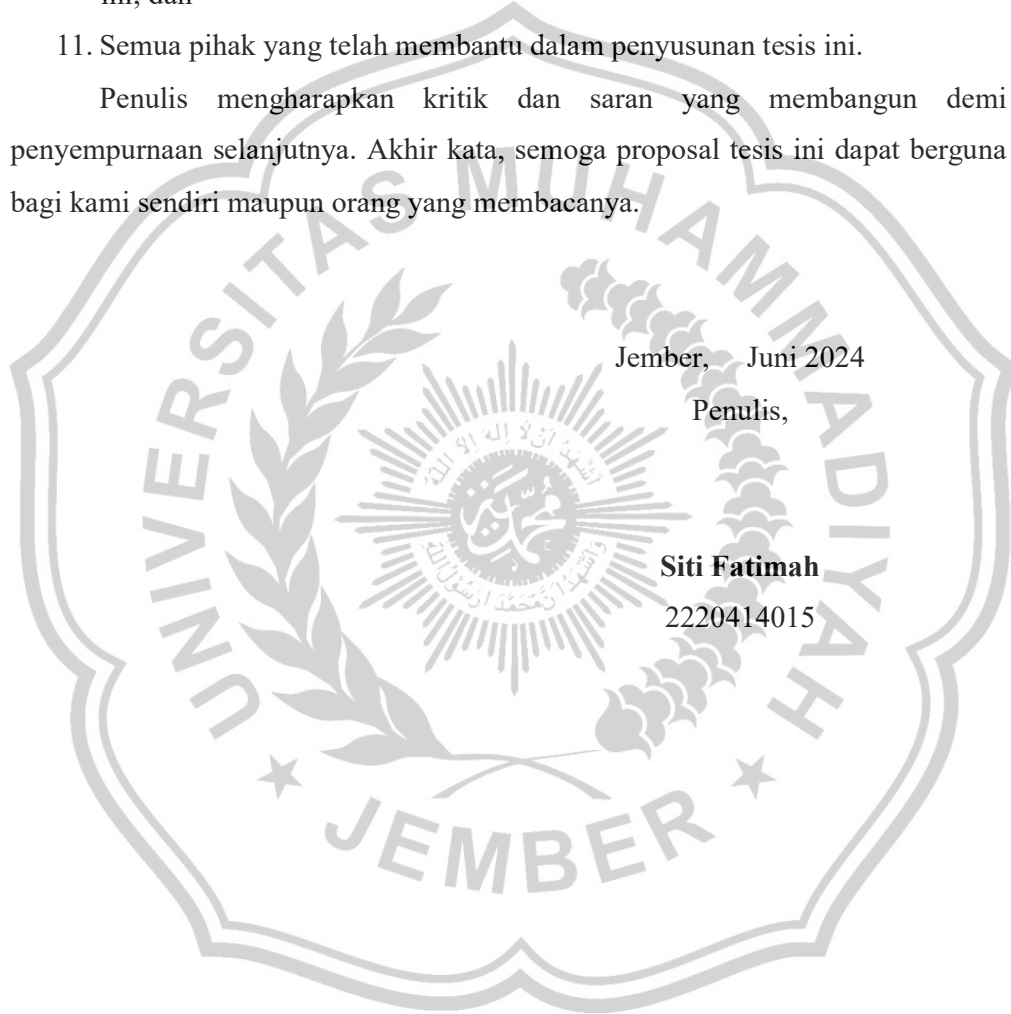 11. Semua pihak yang telah membantu dalam penyusunan tesis ini.
Penulis mengharapkan kritik dan saran yang membangun demi
penyempurnaan selanjutnya. Akhir kata, semoga proposal tesis ini dapat berguna
bagi kami sendiri maupun orang yang membacanya.
UNIVERSITAS MUHAMMADIYAH
Jember, Juni 2024
Penulis,
محمد
Siti Fatimah
2220414015
JEMBER